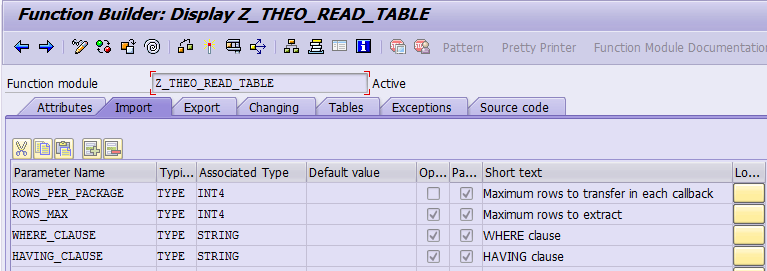 Function Builder: Display Z_THEO_READ_TABLE
Pattern Pretty Printer Function Module Documentation
Function module Z_THEO_READ_TABLE Active
Attributes Import Export Changing Tables Exceptions Source code
Parameter Name Typi... Associated Type Default value Op... Pa... Short text Lo...
ROWS_PER_PACKAGE TYPE INT4 Maximum rows to transfer in each callback
ROWS_MAX TYPE INT4 Maximum rows to extract
WHERE_CLAUSE TYPE STRING WHERE clause
HAVING_CLAUSE TYPE STRING HAVING clause